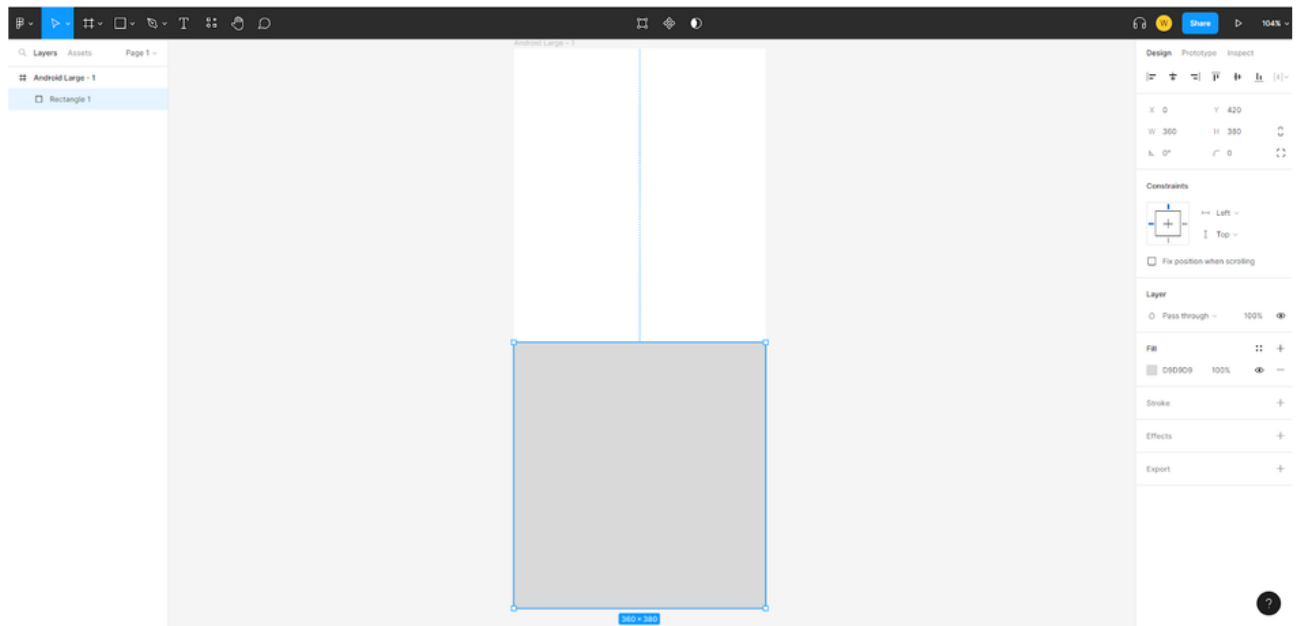 W Share 104%
Layers Assets Page 1
Android Large - 1
Rectangle 1
Android Large - 1
360 × 380
Design Prototype Inspect
X 0 Y 420
W 360 H 380
0° 0
Constraints
Left
Top
Fix position when scrolling
Layer
Pass through 100%
Fill
D9D9D9 100%
Stroke
Effects
Export
?